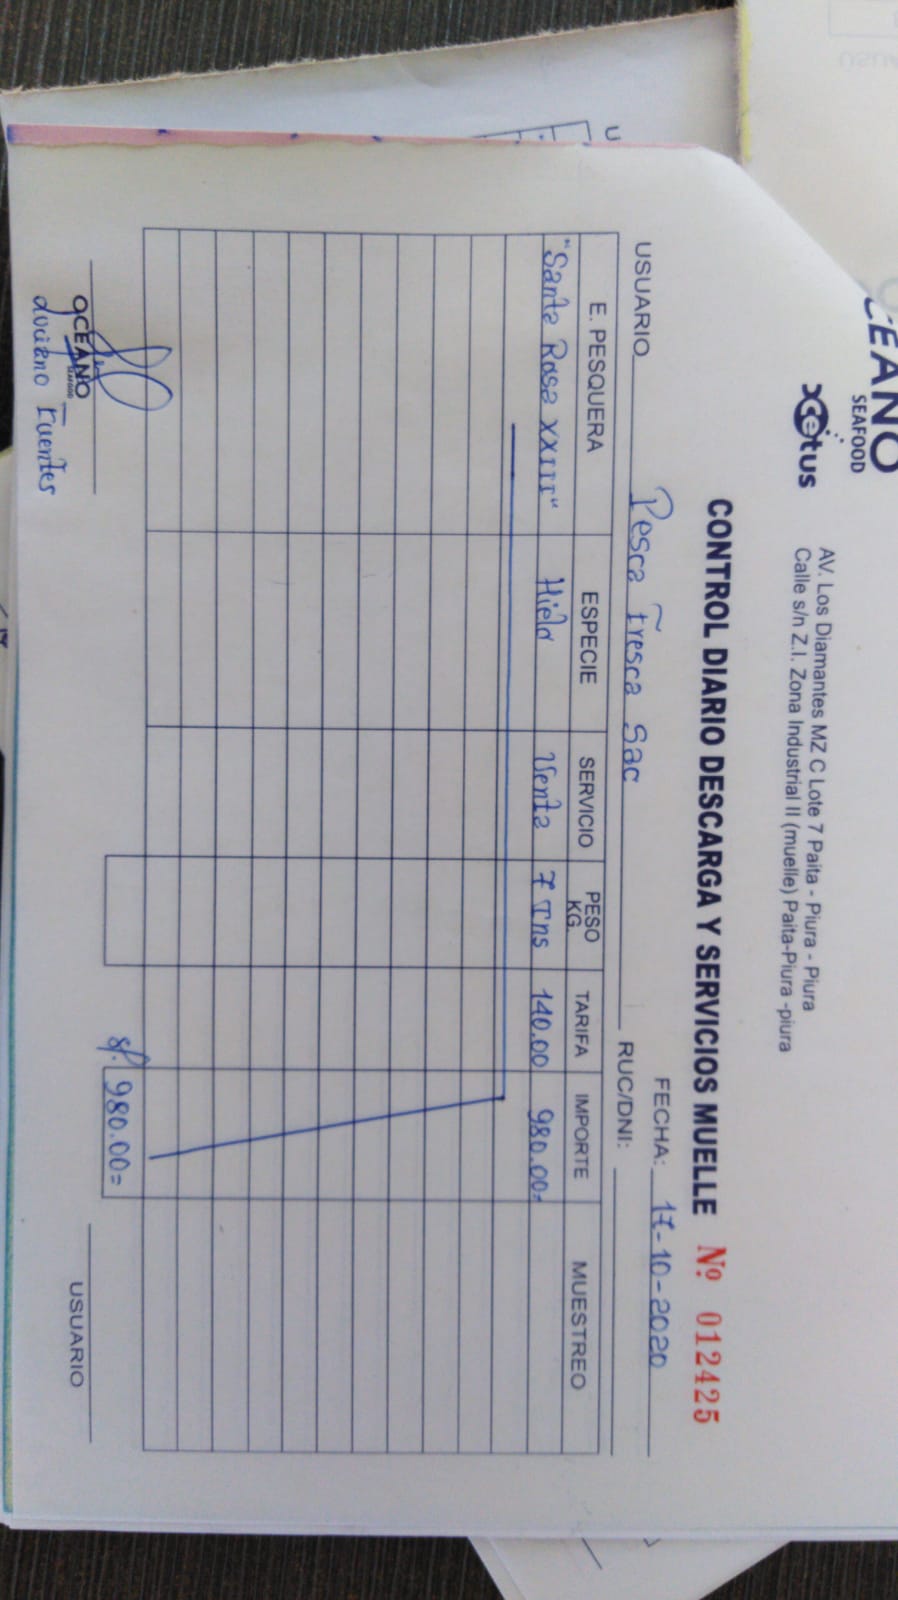 OCEANO
SEAFOOD
cetus
AV. Los Diamantes MZ C Lote 7 Paita - Piura - Piura
Calle s/n Z.I. Zona Industrial II (muelle) Paita-Piura -piura
CONTROL DIARIO DESCARGA Y SERVICIOS MUELLE Nº 012425
FECHA: 17-10-2020
USUARIO Pesca Fresca Sac RUC/DNI:
E. PESQUERA ESPECIE SERVICIO PESO KG. TARIFA IMPORTE MUESTREO
"Santa Rosa XXIII" Hielo Venta 7 Tns 140.00 980.00=
S/. 980.00=
OCEANO
SEAFOOD
Luciano Fuentes
USUARIO